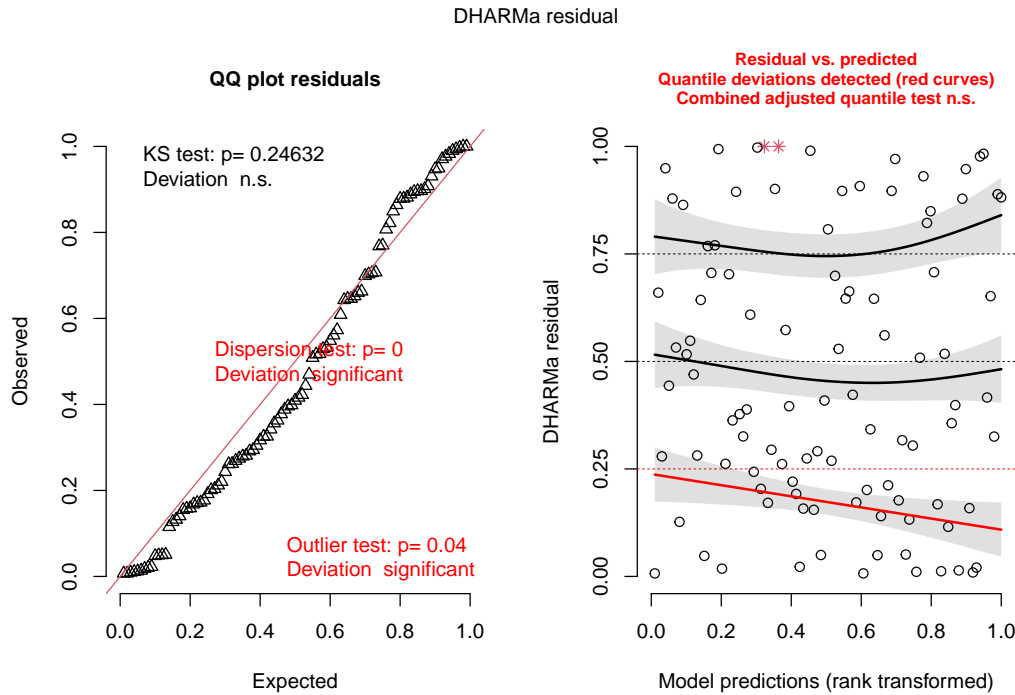 DHARMa residual
QQ plot residuals
KS test: p= 0.24632
Deviation n.s.
Dispersion test: p= 0
Deviation significant
Outlier test: p= 0.04
Deviation significant
Observed
0.0 0.2 0.4 0.6 0.8 1.0
0.0 0.2 0.4 0.6 0.8 1.0
Expected
Residual vs. predicted
Quantile deviations detected (red curves)
Combined adjusted quantile test n.s.
DHARMa residual
0.00 0.25 0.50 0.75 1.00
0.0 0.2 0.4 0.6 0.8 1.0
Model predictions (rank transformed)